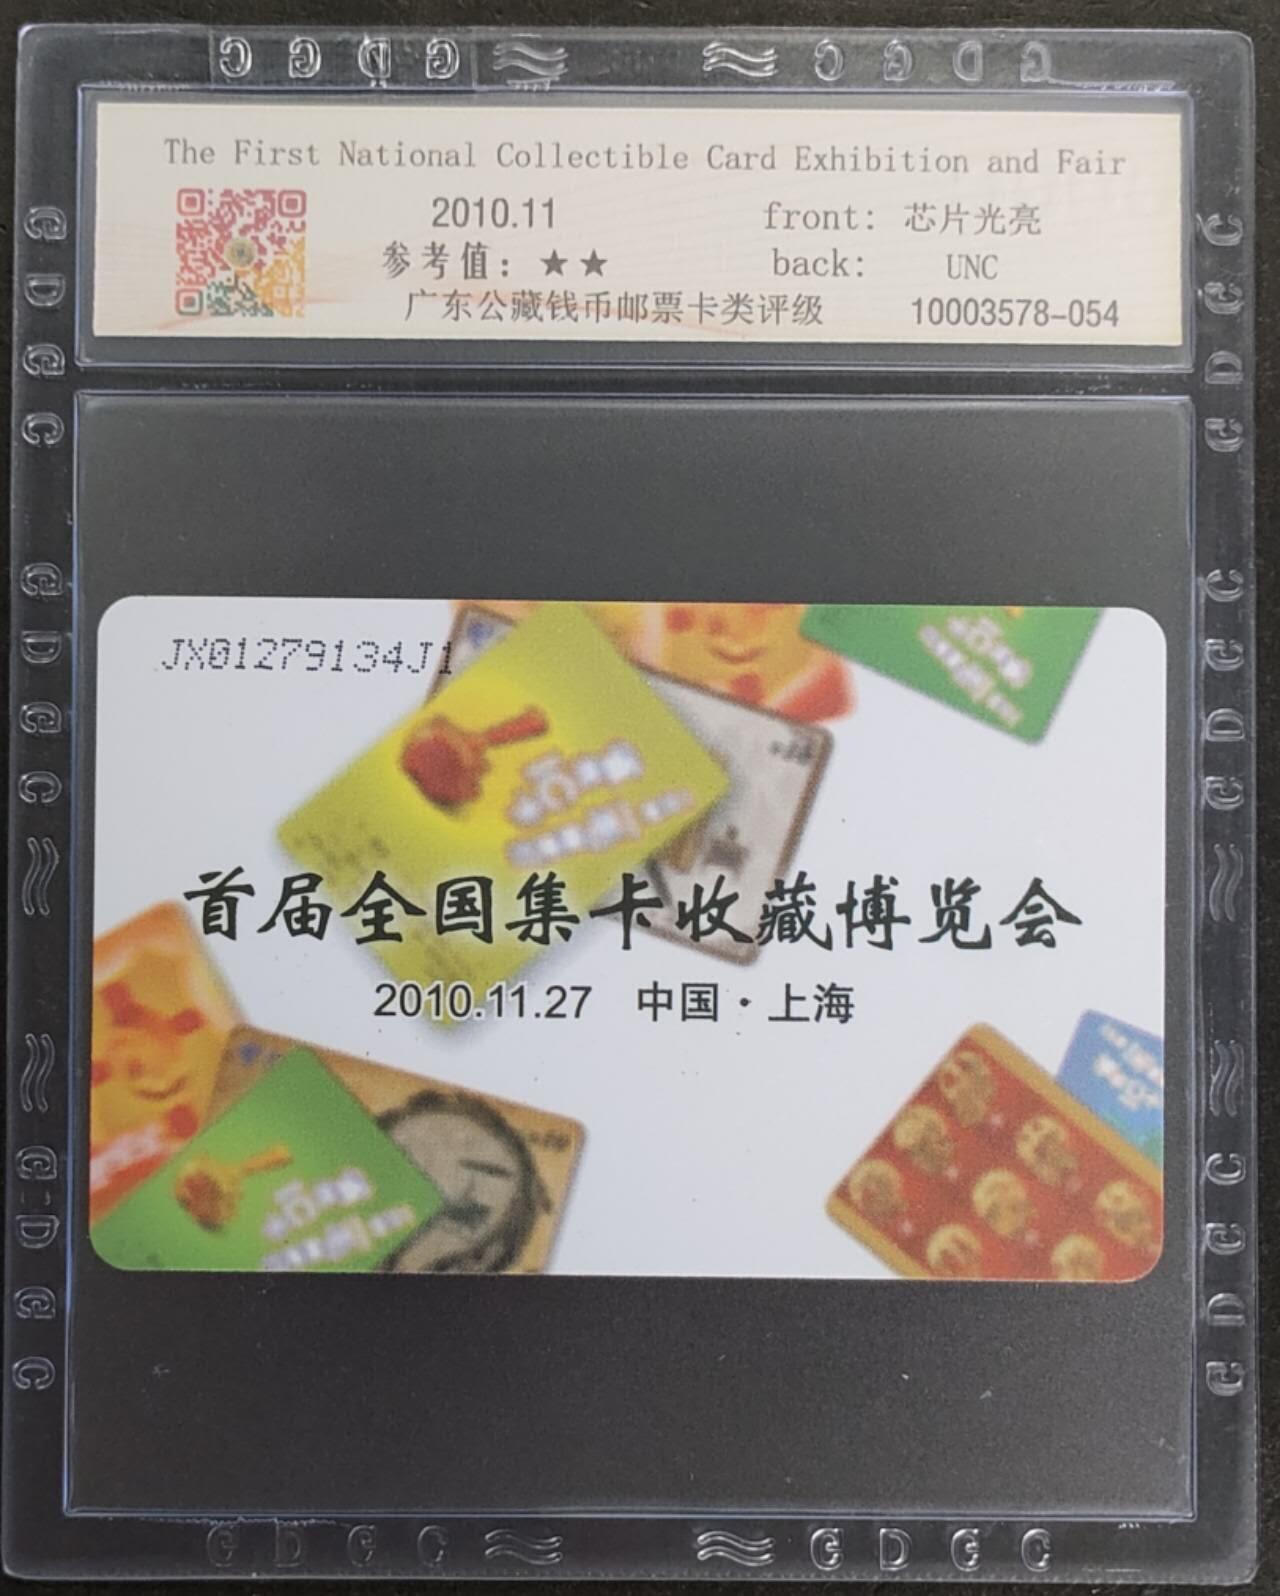 The First National Collectible Card Exhibition and Fair
2010.11
front: 芯片光亮
参考值：★★
back: UNC
广东公藏钱币邮票卡类评级
10003578-054
JX01279134J1
首届全国集卡收藏博览会
2010.11.27 中国·上海